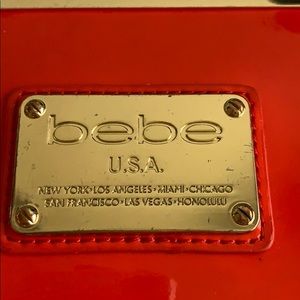 bebe
U.S.A.
NEW YORK·LOS ANGELES·MIAMI·CHICAGO
SAN FRANCISCO·LAS VEGAS·HONOLULU